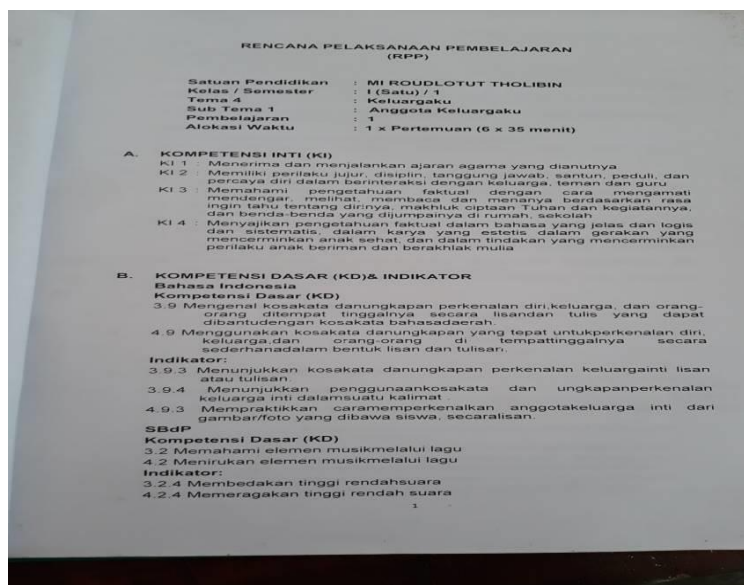 RENCANA PELAKSANAAN PEMBELAJARAN
(RPP)
Satuan Pendidikan : MI ROUDLOTUT THOLIBIN
Kelas / Semester : I (Satu) / 1
Tema 4 : Keluargaku
Sub Tema 1 : Anggota Keluargaku
Pembelajaran : 1
Alokasi Waktu : 1 x Pertemuan (6 x 35 menit)
A. KOMPETENSI INTI (KI)
KI 1 : Menerima dan menjalankan ajaran agama yang dianutnya
KI 2 : Memiliki perilaku jujur, disiplin, tanggung jawab, santun, peduli, dan
percaya diri dalam berinteraksi dengan keluarga, teman dan guru
KI 3 : Memahami pengetahuan faktual dengan cara mengamati
mendengar, melihat, membaca dan menanya berdasarkan rasa
ingin tahu tentang dirinya, makhluk ciptaan Tuhan dan kegiatannya,
dan benda-benda yang dijumpainya di rumah, sekolah
KI 4 : Menyajikan pengetahuan faktual dalam bahasa yang jelas dan logis
dan sistematis, dalam karya yang estetis dalam gerakan yang
mencerminkan anak sehat, dan dalam tindakan yang mencerminkan
perilaku anak beriman dan berakhlak mulia
B. KOMPETENSI DASAR (KD)& INDIKATOR
Bahasa Indonesia
Kompetensi Dasar (KD)
3.9 Mengenal kosakata danungkapan perkenalan diri,keluarga, dan orang-
orang ditempat tinggalnya secara lisandan tulis yang dapat
dibantudengan kosakata bahasadaerah.
4.9 Menggunakan kosakata danungkapan yang tepat untukperkenalan diri,
keluarga,dan orang-orang di tempattinggalnya secara
sederhanadalam bentuk lisan dan tulisan.
Indikator:
3.9.3 Menunjukkan kosakata danungkapan perkenalan keluargainti lisan
atau tulisan.
3.9.4 Menunjukkan penggunaankosakata dan ungkapanperkenalan
keluarga inti dalamsuatu kalimat .
4.9.3 Mempraktikkan caramemperkenalkan anggotakeluarga inti dari
gambar/foto yang dibawa siswa, secaralisan.
SBdP
Kompetensi Dasar (KD)
3.2 Memahami elemen musikmelalui lagu
4.2 Menirukan elemen musikmelalui lagu
Indikator:
3.2.4 Membedakan tinggi rendahsuara
4.2.4 Memeragakan tinggi rendah suara
1